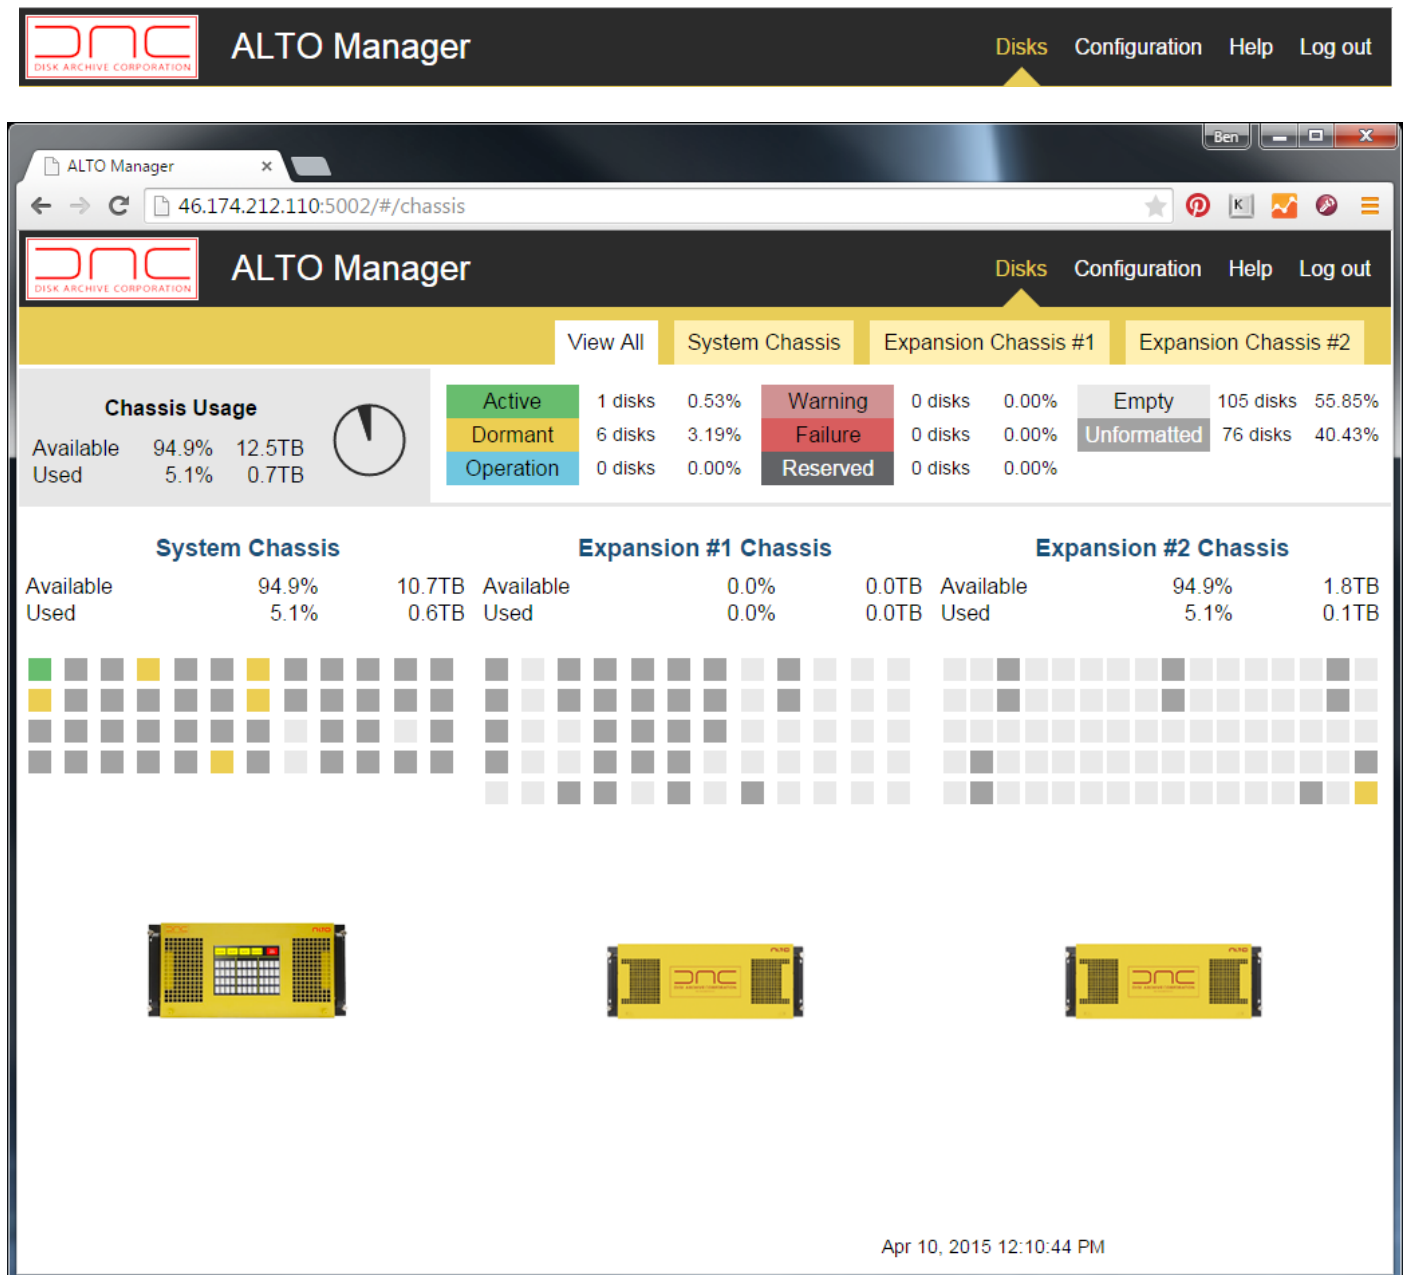 DISK ARCHIVE CORPORATION
ALTO Manager
Disks Configuration Help Log out
Ben
ALTO Manager
46.174.212.110:5002/#/chassis
K
DISK ARCHIVE CORPORATION
ALTO Manager
Disks Configuration Help Log out
View All System Chassis Expansion Chassis #1 Expansion Chassis #2
Chassis Usage
Available 94.9% 12.5TB
Used 5.1% 0.7TB
Active 1 disks 0.53% Warning 0 disks 0.00% Empty 105 disks 55.85%
Dormant 6 disks 3.19% Failure 0 disks 0.00% Unformatted 76 disks 40.43%
Operation 0 disks 0.00% Reserved 0 disks 0.00%
System Chassis Expansion #1 Chassis Expansion #2 Chassis
Available 94.9% 10.7TB Available 0.0% 0.0TB Available 94.9% 1.8TB
Used 5.1% 0.6TB Used 0.0% 0.0TB Used 5.1% 0.1TB
Apr 10, 2015 12:10:44 PM